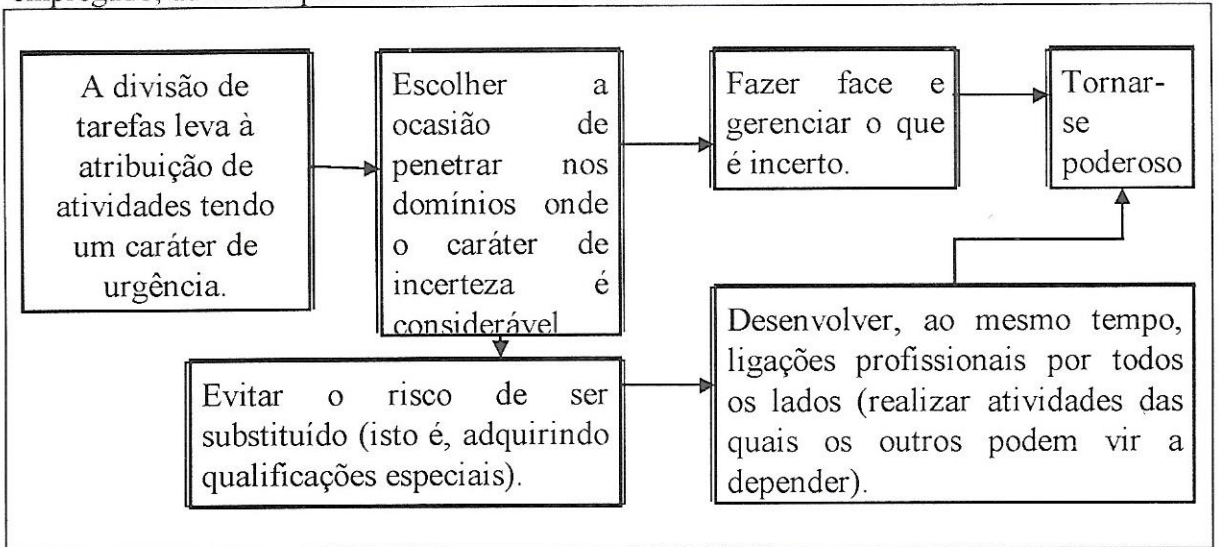 A divisão de
tarefas leva à
atribuição de
atividades tendo
um caráter de
urgência.
Escolher a
ocasião de
penetrar nos
domínios onde
o caráter de
incerteza é
considerável
Fazer face e
gerenciar o que
é incerto.
Tornar-
se
poderoso
Evitar o risco de ser
substituído (isto é, adquirindo
qualificações especiais).
Desenvolver, ao mesmo tempo,
ligações profissionais por todos
os lados (realizar atividades das
quais os outros podem vir a
depender).